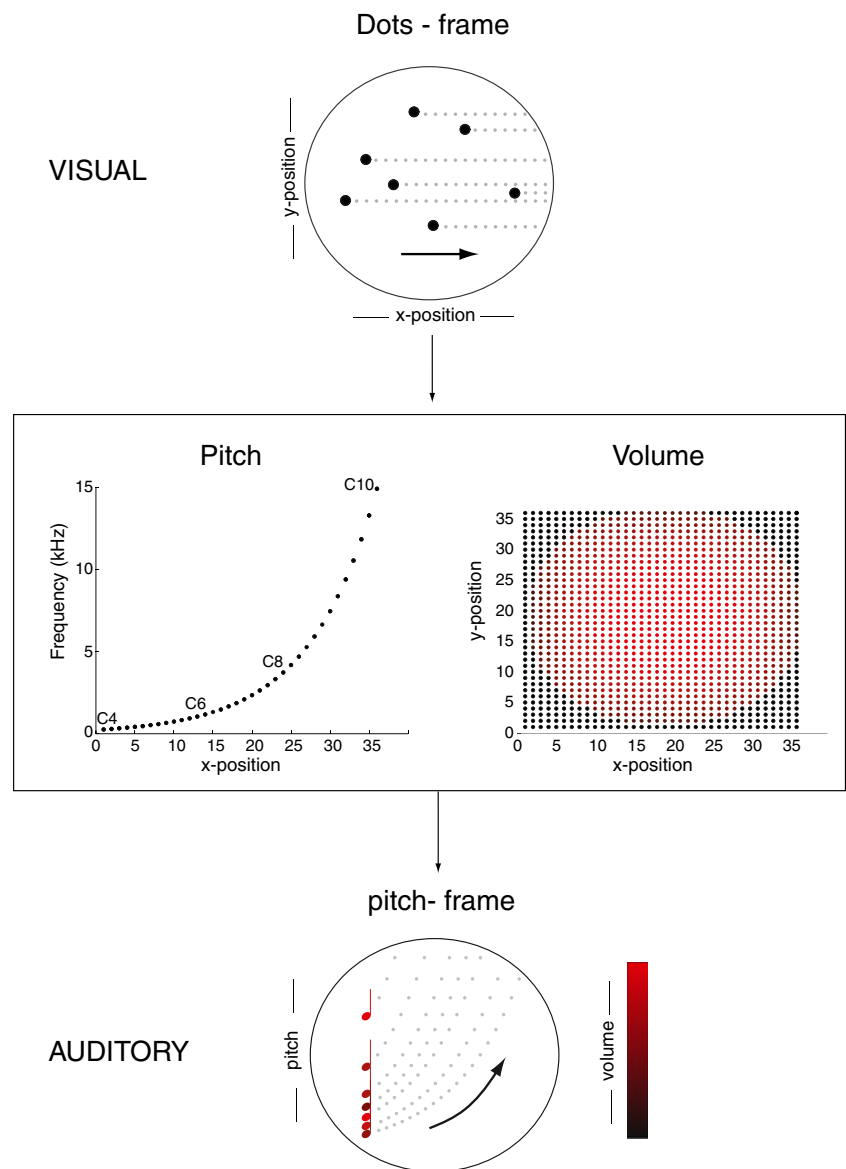 Dots - frame
VISUAL
y-position
x-position
Pitch
Volume
15
10
5
0
Frequency (kHz)
C4
C6
C8
C10
0 5 10 15 20 25 30 35
x-position
35
30
25
20
15
10
5
0
y-position
0 5 10 15 20 25 30 35
x-position
pitch- frame
AUDITORY
pitch
volume